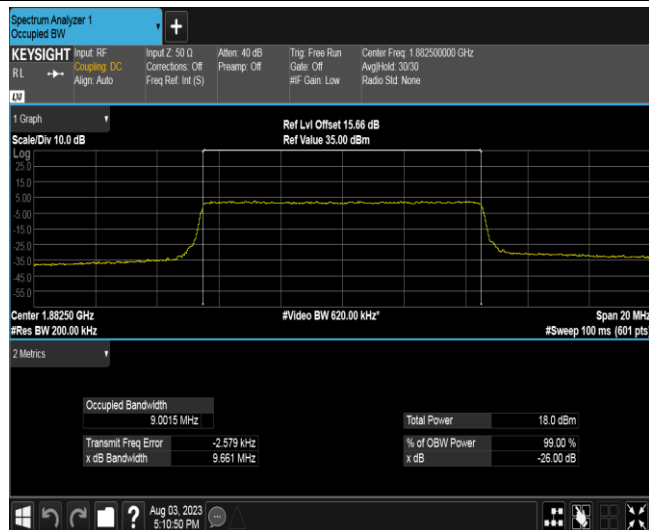 Spectrum Analyzer 1
Occupied BW
+
KEYSIGHT Input: RF Input Z: 50 Ω Atten: 40 dB Trig: Free Run Center Freq: 1.882500000 GHz
RL Coupling: DC Corrections: Off Preamp: Off Gate: Off Avg|Hold: 30/30
Align: Auto Freq Ref: Int (S) #IF Gain: Low Radio Std: None
LXI
1 Graph
Ref Lvl Offset 15.66 dB
Scale/Div 10.0 dB Ref Value 35.00 dBm
Log
25.0
15.0
5.00
-5.00
-15.0
-25.0
-35.0
-45.0
-55.0
Center 1.88250 GHz #Video BW 620.00 kHz* Span 20 MHz
#Res BW 200.00 kHz #Sweep 100 ms (601 pts)
2 Metrics
Occupied Bandwidth
9.0015 MHz Total Power 18.0 dBm
Transmit Freq Error -2.579 kHz % of OBW Power 99.00 %
x dB Bandwidth 9.661 MHz x dB -26.00 dB
? Aug 03, 2023
5:10:50 PM